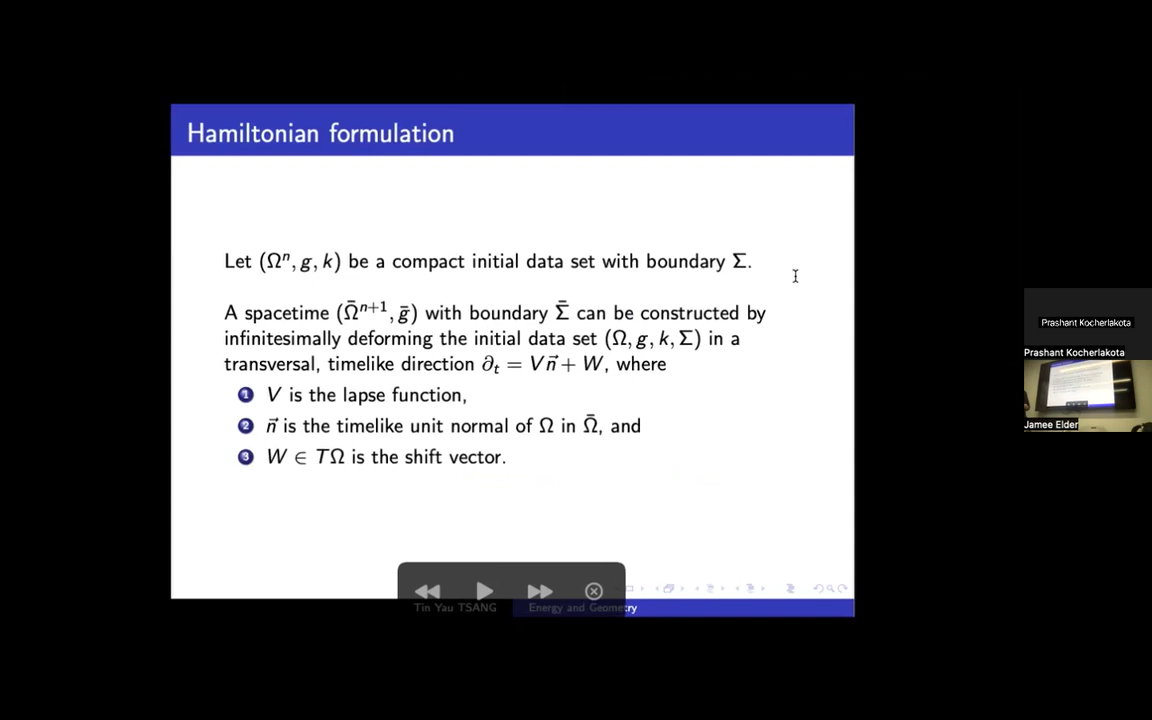 Hamiltonian formulation
Let (Ωⁿ, g, k) be a compact initial data set with boundary Σ.
A spacetime (Ω̄ⁿ⁺¹, ḡ) with boundary Σ̄ can be constructed by
infinitesimally deforming the initial data set (Ω, g, k, Σ) in a
transversal, timelike direction ∂ₜ = Vn⃗ + W, where
1 V is the lapse function,
2 n⃗ is the timelike unit normal of Ω in Ω̄, and
3 W ∈ TΩ is the shift vector.
Tin Yau TSANG Energy and Geometry
Prashant Kocherlakota
Prashant Kocherlakota
Jamee Elder